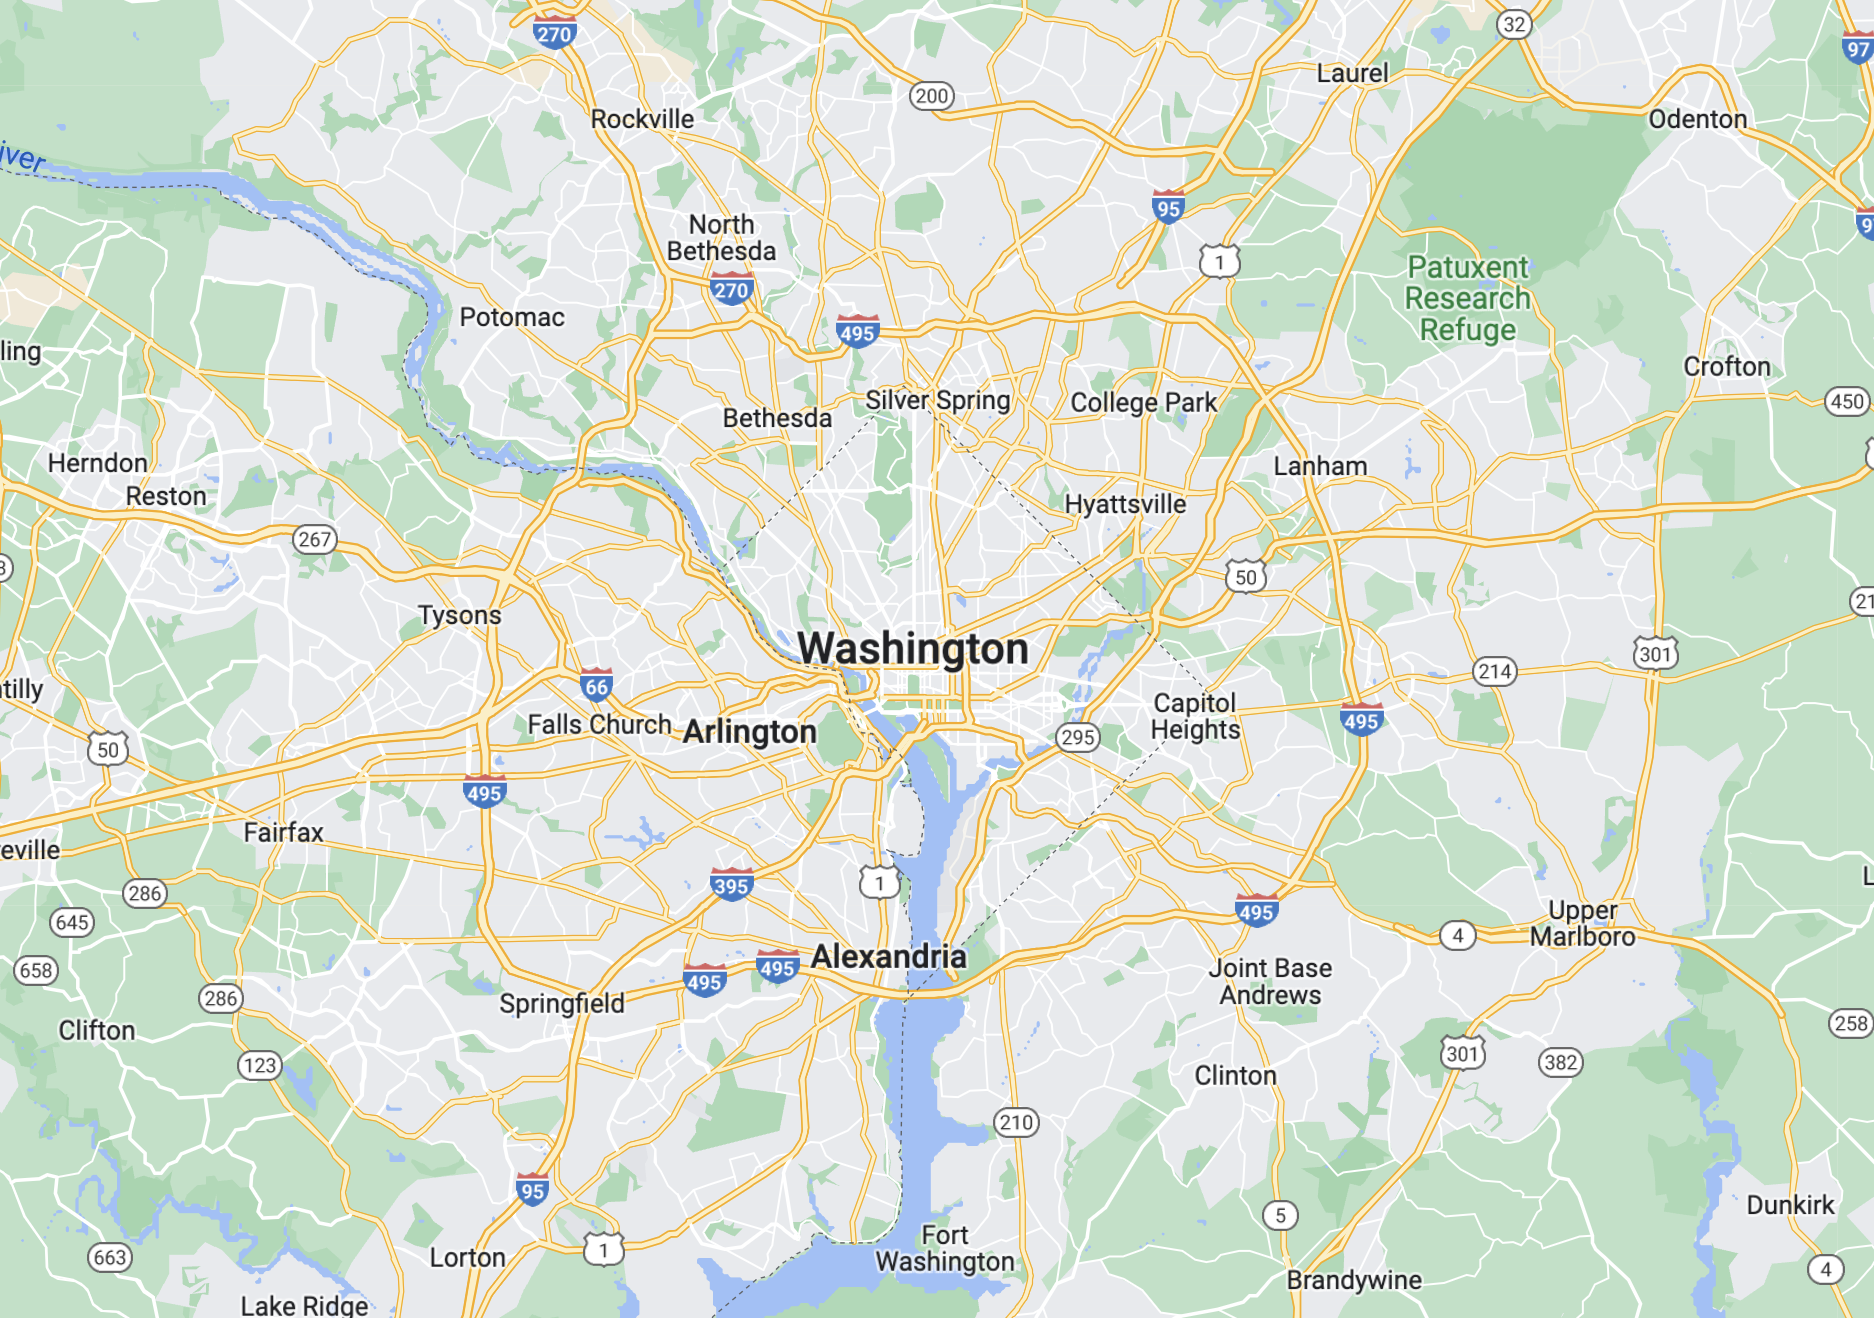 32
270
97
Laurel
200
Rockville
Odenton
iver
95
9
North
Bethesda
1
270
Patuxent
Research
Refuge
Potomac
495
ling
Crofton
Silver Spring
College Park
450
Bethesda
Herndon
Lanham
Reston
Hyattsville
267
3
50
21
Tysons
Washington
301
214
66
tilly
Capitol
Heights
495
Falls Church
Arlington
295
50
495
Fairfax
eville
395
1
L
286
495
645
Upper
Marlboro
4
Alexandria
658
495
495
Joint Base
Andrews
286
Springfield
Clifton
258
301
382
123
Clinton
210
95
Dunkirk
5
Fort
Washington
1
663
Lorton
4
Brandywine
Lake Ridge